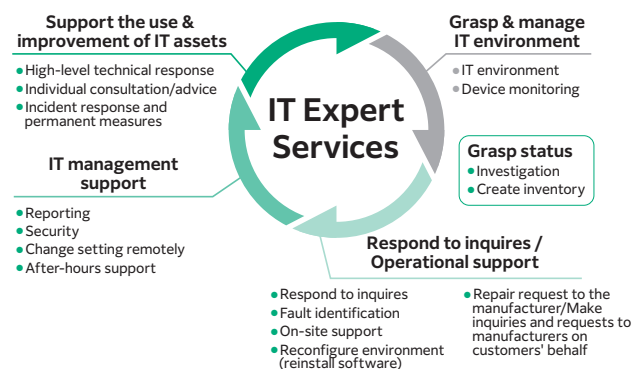 Support the use &
improvement of IT assets
• High-level technical response
• Individual consultation/advice
• Incident response and
permanent measures
Grasp & manage
IT environment
• IT environment
• Device monitoring
IT Expert
Services
Grasp status
• Investigation
• Create inventory
IT management
support
• Reporting
• Security
• Change setting remotely
• After-hours support
Respond to inquires /
Operational support
• Respond to inquires
• Fault identification
• On-site support
• Reconfigure environment
(reinstall software)
• Repair request to the
manufacturer/Make
inquiries and requests to
manufacturers on
customers' behalf